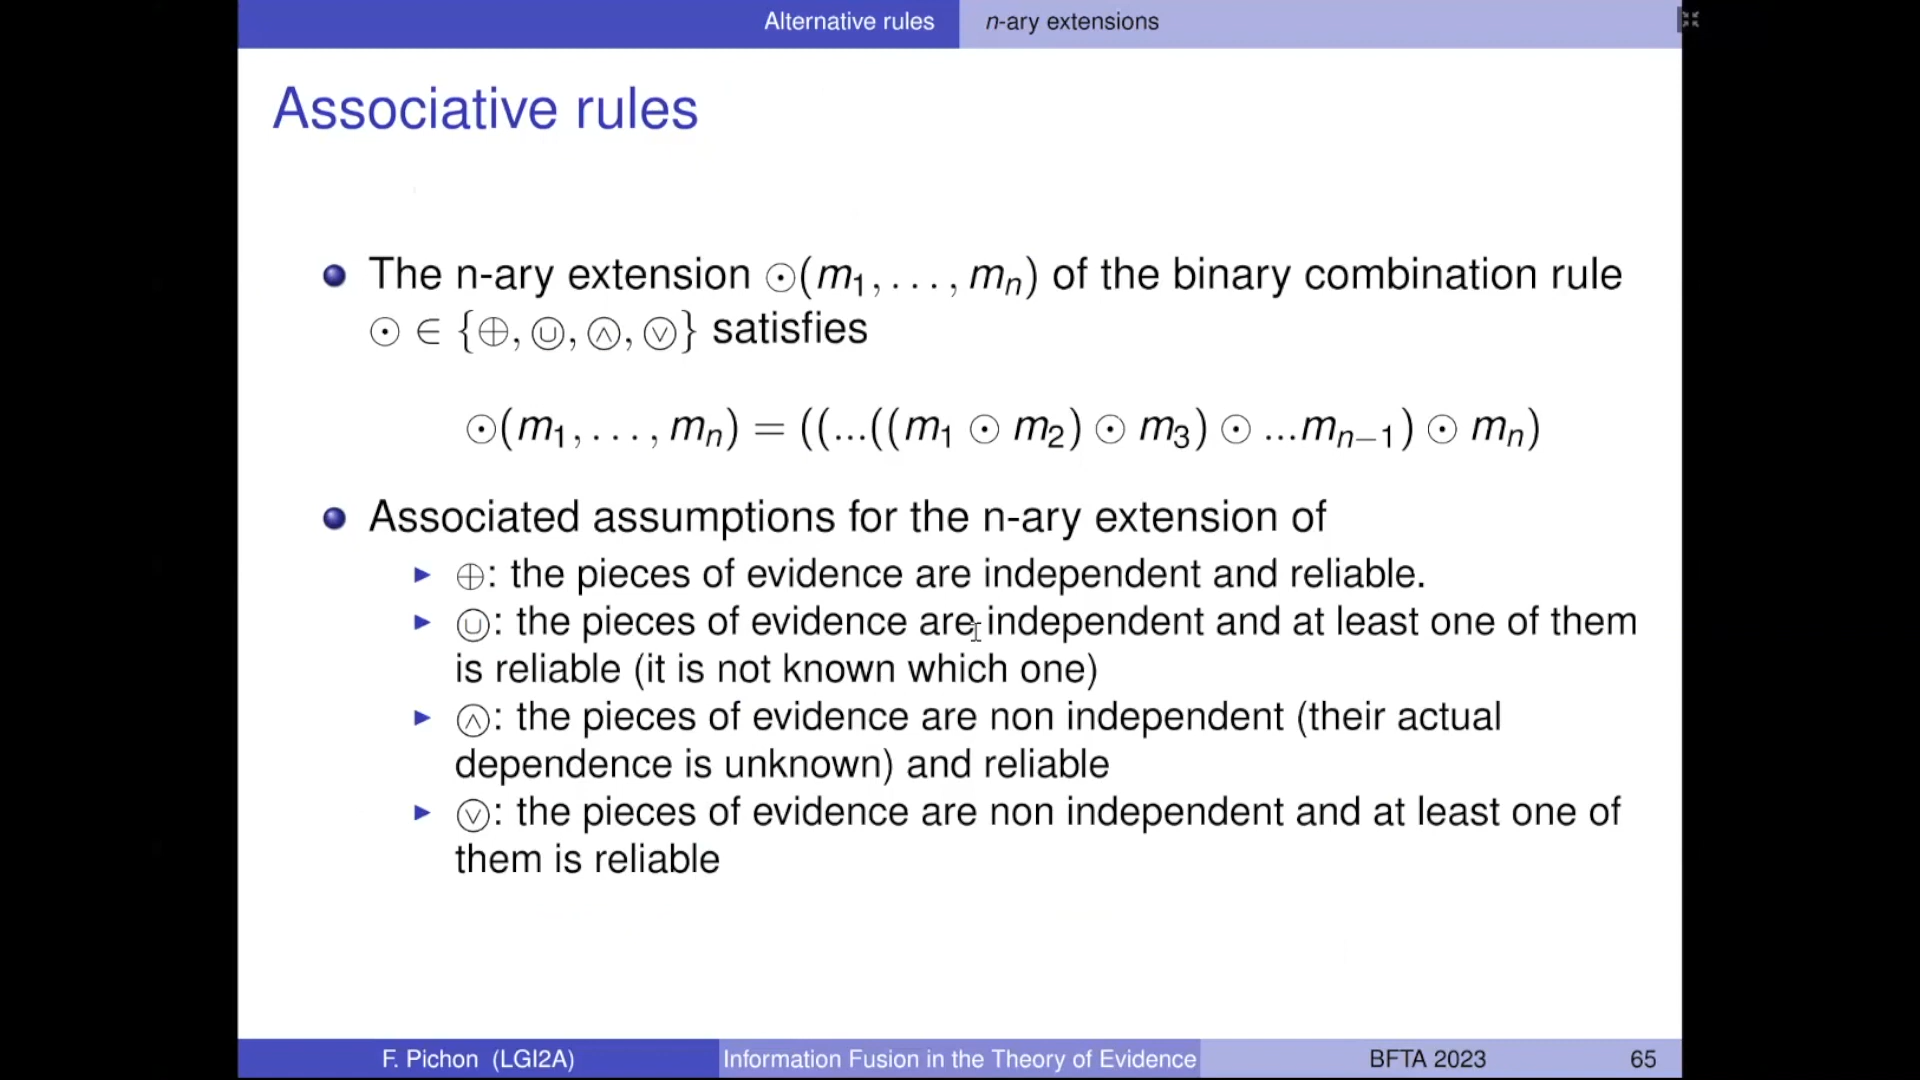 Alternative rules n-ary extensions
Associative rules
The n-ary extension ⊙(m₁, . . . , mₙ) of the binary combination rule
⊙ ∈ {⊕, ⓤ, ⧀, ⓥ} satisfies
⊙(m₁, . . . , mₙ) = ((...((m₁ ⊙ m₂) ⊙ m₃) ⊙ ...mₙ₋₁) ⊙ mₙ)
Associated assumptions for the n-ary extension of
⊕: the pieces of evidence are independent and reliable.
∪⃝: the pieces of evidence are independent and at least one of them
is reliable (it is not known which one)
∧⃝: the pieces of evidence are non independent (their actual
dependence is unknown) and reliable
∨⃝: the pieces of evidence are non independent and at least one of
them is reliable
F. Pichon (LGI2A) Information Fusion in the Theory of Evidence BFTA 2023 65